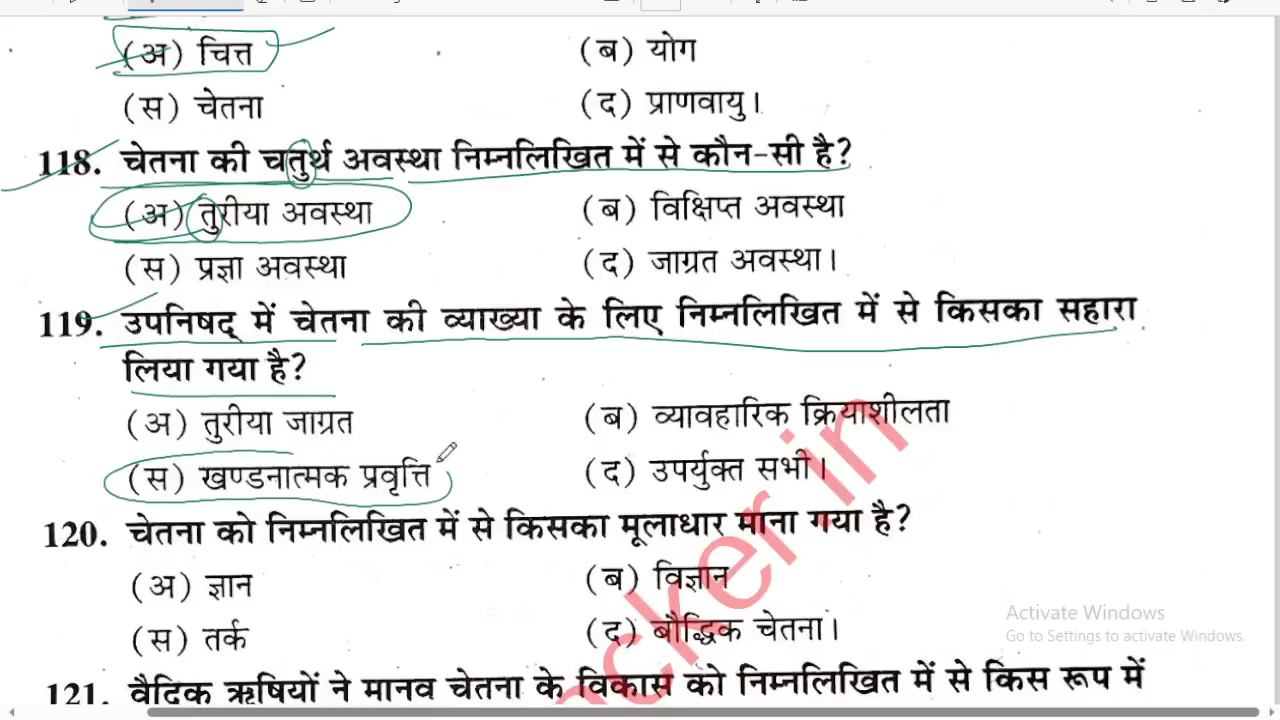 (अ) चित्त (ब) योग
(स) चेतना (द) प्राणवायु।
118. चेतना की चतुर्थ अवस्था निम्नलिखित में से कौन-सी है?
(अ) तुरीया अवस्था (ब) विक्षिप्त अवस्था
(स) प्रज्ञा अवस्था (द) जाग्रत अवस्था।
119. उपनिषद् में चेतना की व्याख्या के लिए निम्नलिखित में से किसका सहारा
लिया गया है?
(अ) तुरीया जाग्रत (ब) व्यावहारिक क्रियाशीलता
(स) खण्डनात्मक प्रवृत्ति (द) उपर्युक्त सभी।
120. चेतना को निम्नलिखित में से किसका मूलाधार माना गया है?
(अ) ज्ञान (ब) विज्ञान
(स) तर्क (द) बौद्धिक चेतना।
Activate Windows
Go to Settings to activate Windows.
121. वैदिक ऋषियों ने मानव चेतना के विकास को निम्नलिखित में से किस रूप में